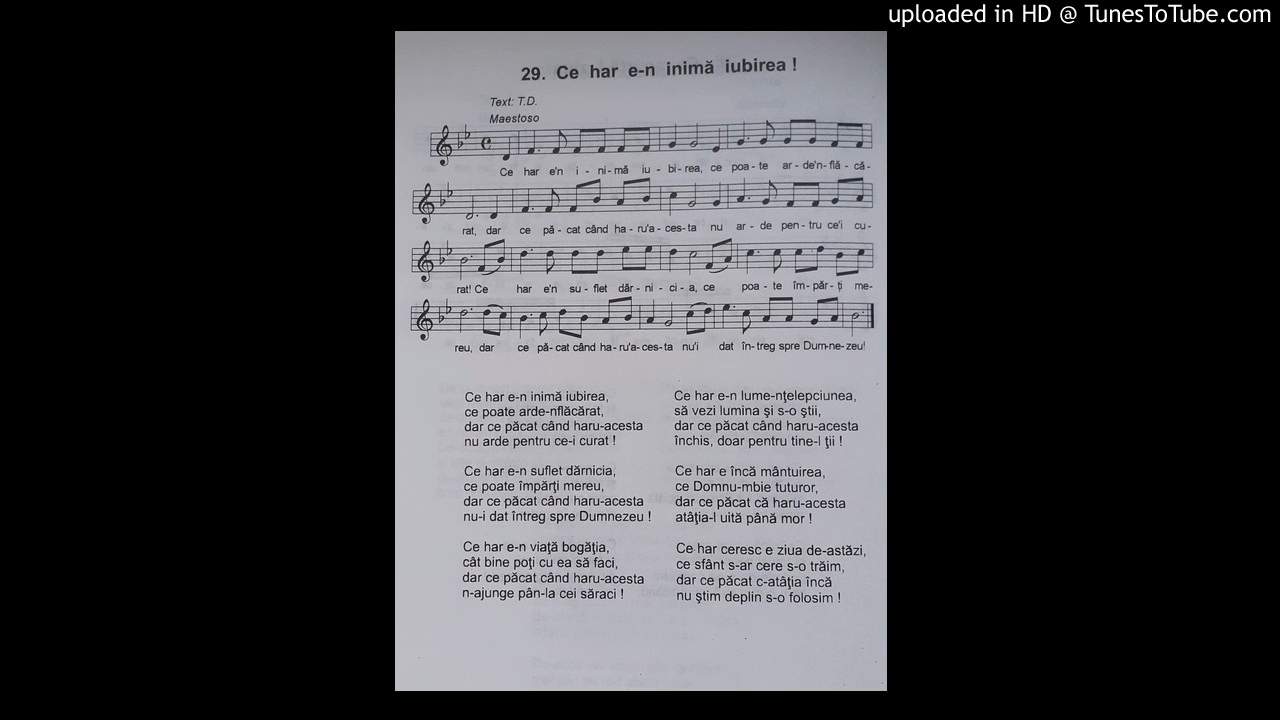 uploaded in HD @ TunesToTube.com
29. Ce har e-n inimă iubirea !
Text: T.D.
Maestoso
Ce har e'n i - ni - mă iu - bi - rea, ce poa - te ar - de'n - flă - că -
rat, dar ce pă - cat când ha - ru'a - ces - ta nu ar - de pen - tru ce'i cu -
rat! Ce har e'n su - flet dăr - ni - ci - a, ce poa - te îm - păr - ţi me -
reu, dar ce pă - cat când ha - ru'a - ces - ta nu'i dat în - treg spre Dum - ne - zeu!
Ce har e-n inimă iubirea,
ce poate arde-nflăcărat,
dar ce păcat când haru-acesta
nu arde pentru ce-i curat !
Ce har e-n suflet dărnicia,
ce poate împărţi mereu,
dar ce păcat când haru-acesta
nu-i dat întreg spre Dumnezeu !
Ce har e-n viaţă bogăţia,
cât bine poţi cu ea să faci,
dar ce păcat când haru-acesta
n-ajunge pân-la cei săraci !
Ce har e-n lume-nţelepciunea,
să vezi lumina şi s-o ştii,
dar ce păcat când haru-acesta
închis, doar pentru tine-l ţii !
Ce har e încă mântuirea,
ce Domnu-mbie tuturor,
dar ce păcat că haru-acesta
atâţia-l uită până mor !
Ce har ceresc e ziua de-astăzi,
ce sfânt s-ar cere s-o trăim,
dar ce păcat c-atâţia încă
nu ştim deplin s-o folosim !